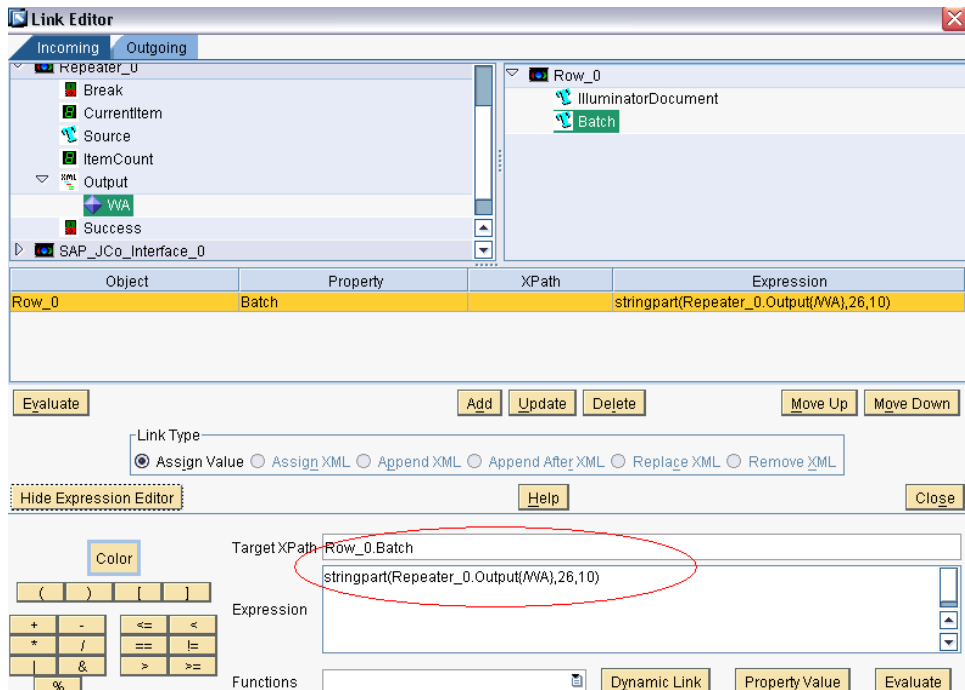 Link Editor
Incoming Outgoing
Repeater_0
Break
CurrentItem
Source
ItemCount
XML Output
WA
Success
SAP_JCo_Interface_0
Row_0
IlluminatorDocument
Batch
Object Property XPath Expression
Row_0 Batch stringpart(Repeater_0.Output{/WA},26,10)
Evaluate Add Update Delete Move Up Move Down
Link Type
Assign Value Assign XML Append XML Append After XML Replace XML Remove XML
Hide Expression Editor Help Close
Color
Target XPath Row_0.Batch
( ) [ ]
Expression stringpart(Repeater_0.Output{/WA},26,10)
+ - <= <
* / == !=
| & > >=
%
Functions Dynamic Link Property Value Evaluate